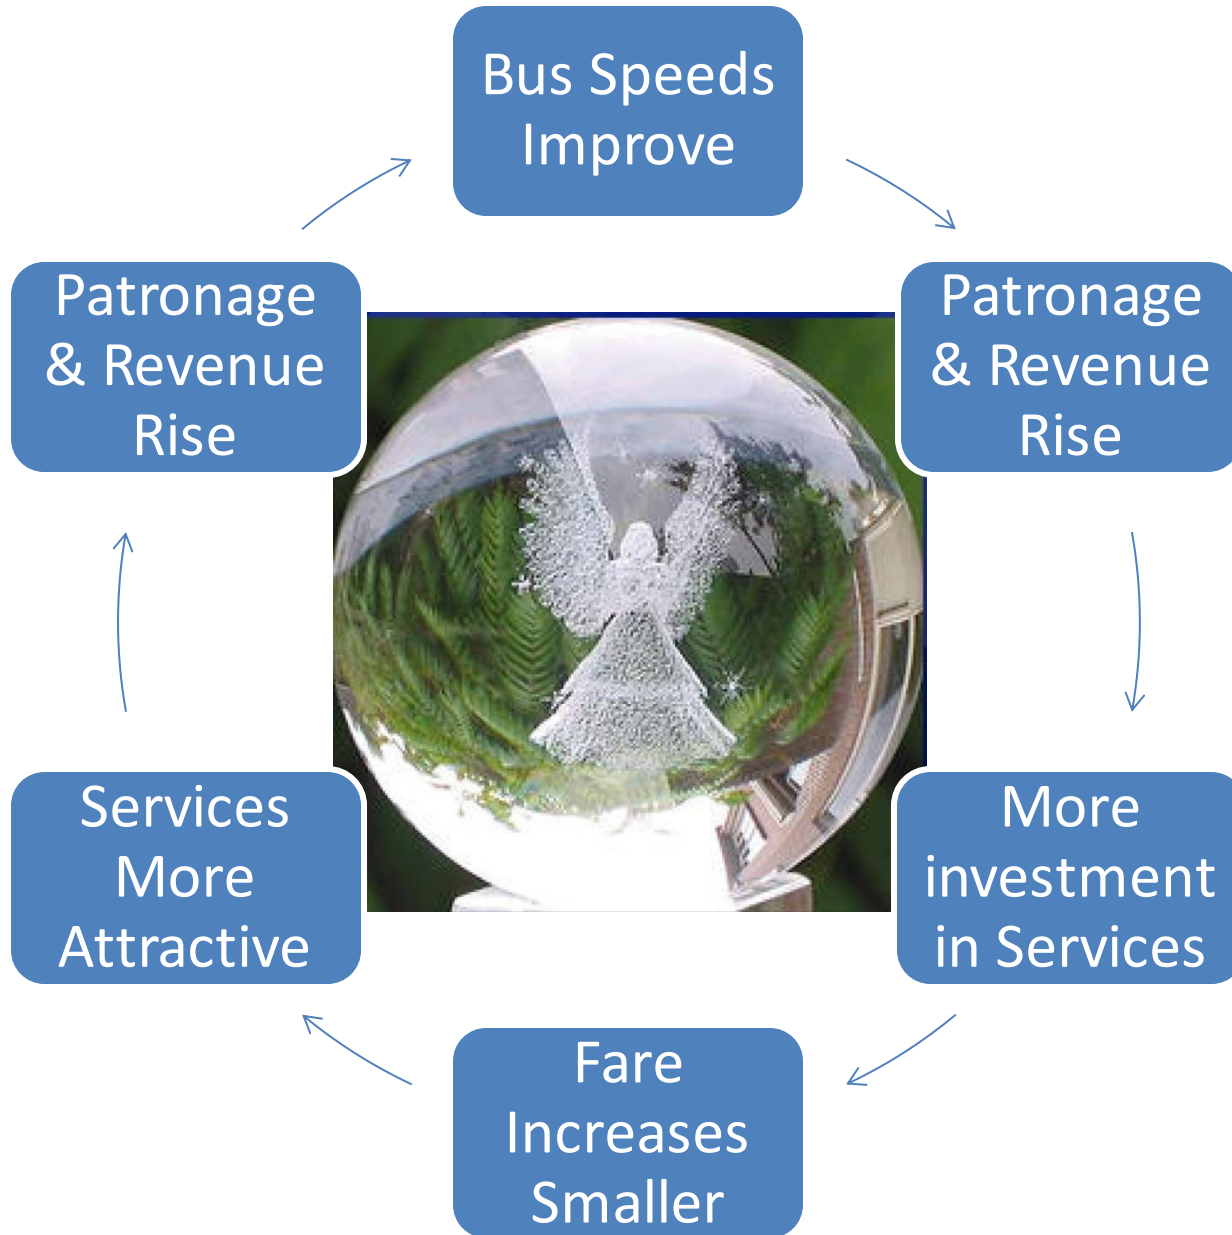 Bus Speeds
Improve
Patronage
& Revenue
Rise
More
investment
in Services
Fare
Increases
Smaller
Services
More
Attractive
Patronage
& Revenue
Rise